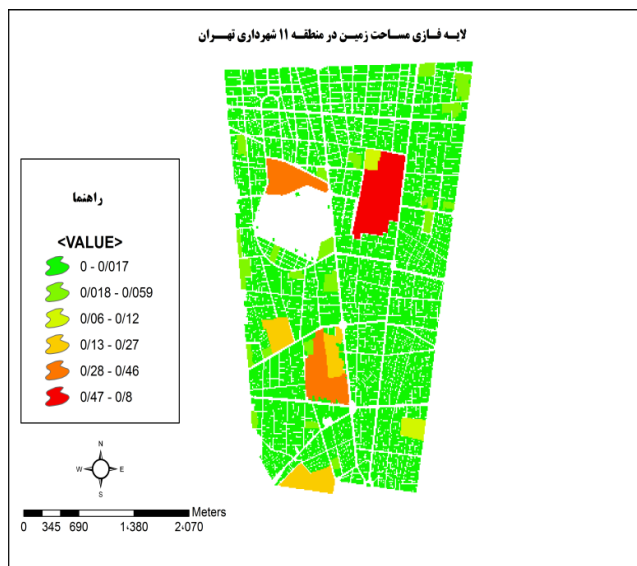 لایه فازی مساحت زمین در منطقه ۱۱ شهرداری تهران
راهنما
<VALUE>
0 - 0/017
0/018 - 0/059
0/06 - 0/12
0/13 - 0/27
0/28 - 0/46
0/47 - 0/8
N
W E
S
Meters
0 345 690 1،380 2،070